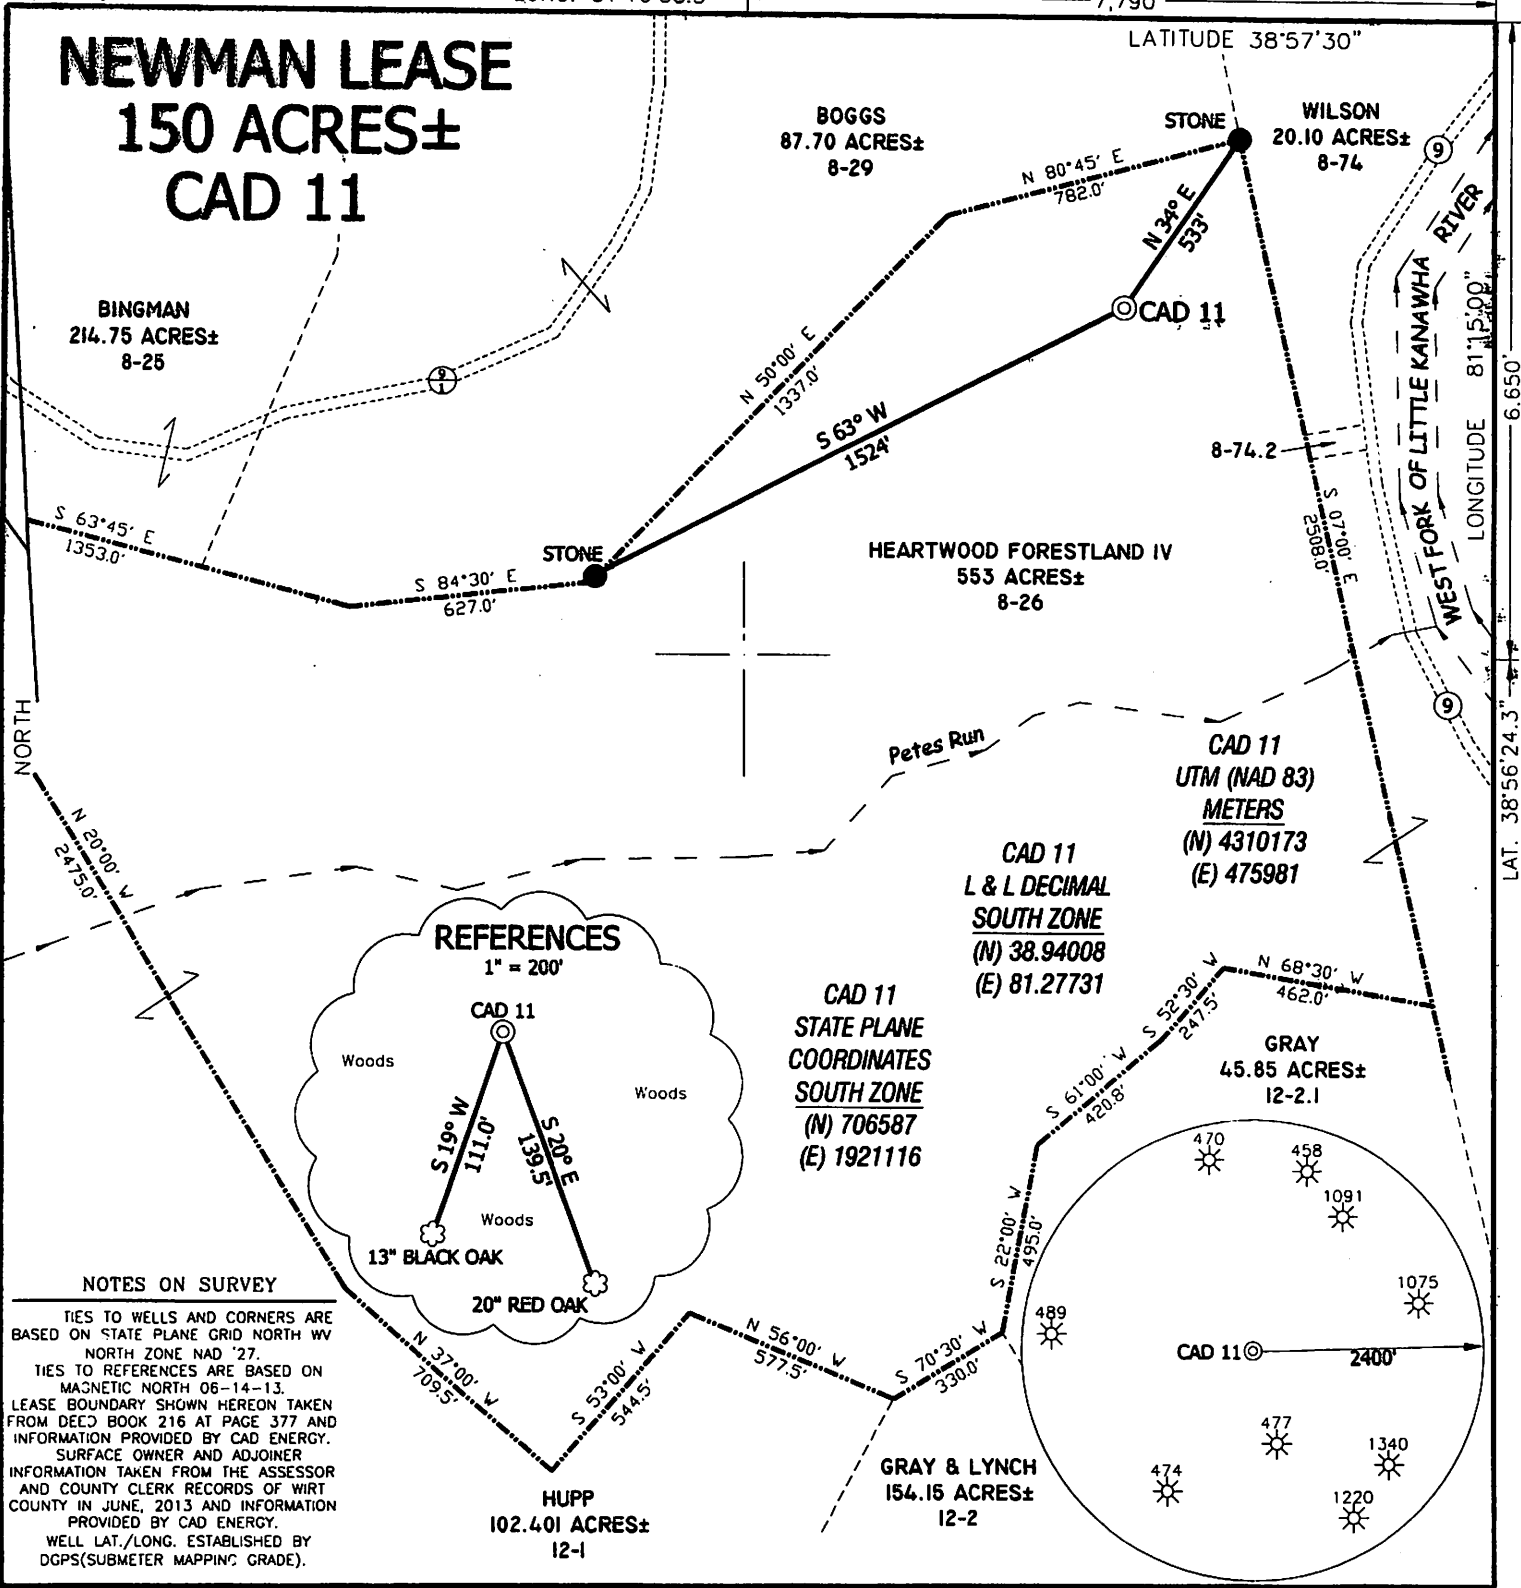 7,790
LATITUDE 38°57'30"
NEWMAN LEASE
150 ACRES±
CAD 11
BOGGS
87.70 ACRES±
8-29
STONE
WILSON
20.10 ACRES±
8-74
9
N 80°45' E
782.0'
N 34° E
533'
CAD 11
WEST FORK OF LITTLE KANAWHA RIVER
LONGITUDE 81°15'00"
6.650'
BINGMAN
214.75 ACRES±
8-25
9
1
N 50°00' E
1337.0'
S 63° W
1524'
8-74.2
S 07°00' E
2508.0'
S 63°45' E
1353.0'
S 84°30' E
627.0'
STONE
HEARTWOOD FORESTLAND IV
553 ACRES±
8-26
NORTH
Petes Run
9
LAT. 38°56'24.3"
CAD 11
UTM (NAD 83)
METERS
(N) 4310173
(E) 475981
CAD 11
L & L DECIMAL
SOUTH ZONE
(N) 38.94008
(E) 81.27731
CAD 11
STATE PLANE
COORDINATES
SOUTH ZONE
(N) 706587
(E) 1921116
N 20°00' W
2475.0'
REFERENCES
1" = 200'
CAD 11
Woods
Woods
S 19° W
111.0'
S 20° E
139.5'
Woods
13" BLACK OAK
20" RED OAK
N 68°30' W
462.0'
S 52°30' W
247.5'
S 61°00' W
420.8'
GRAY
45.85 ACRES±
12-2.1
S 22°00' W
495.0'
S 70°30' W
330.0'
N 56°00' W
577.5'
S 53°00' W
544.5'
N 37°00' W
709.5'
470
458
1091
1075
489
CAD 11
2400'
477
1340
474
1220
GRAY & LYNCH
154.15 ACRES±
12-2
HUPP
102.401 ACRES±
12-1
NOTES ON SURVEY
TIES TO WELLS AND CORNERS ARE
BASED ON STATE PLANE GRID NORTH WV
NORTH ZONE NAD '27.
TIES TO REFERENCES ARE BASED ON
MAGNETIC NORTH 06-14-13.
LEASE BOUNDARY SHOWN HEREON TAKEN
FROM DEED BOOK 216 AT PAGE 377 AND
INFORMATION PROVIDED BY CAD ENERGY.
SURFACE OWNER AND ADJOINER
INFORMATION TAKEN FROM THE ASSESSOR
AND COUNTY CLERK RECORDS OF WIRT
COUNTY IN JUNE, 2013 AND INFORMATION
PROVIDED BY CAD ENERGY.
WELL LAT./LONG. ESTABLISHED BY
DGPS(SUBMETER MAPPING GRADE).